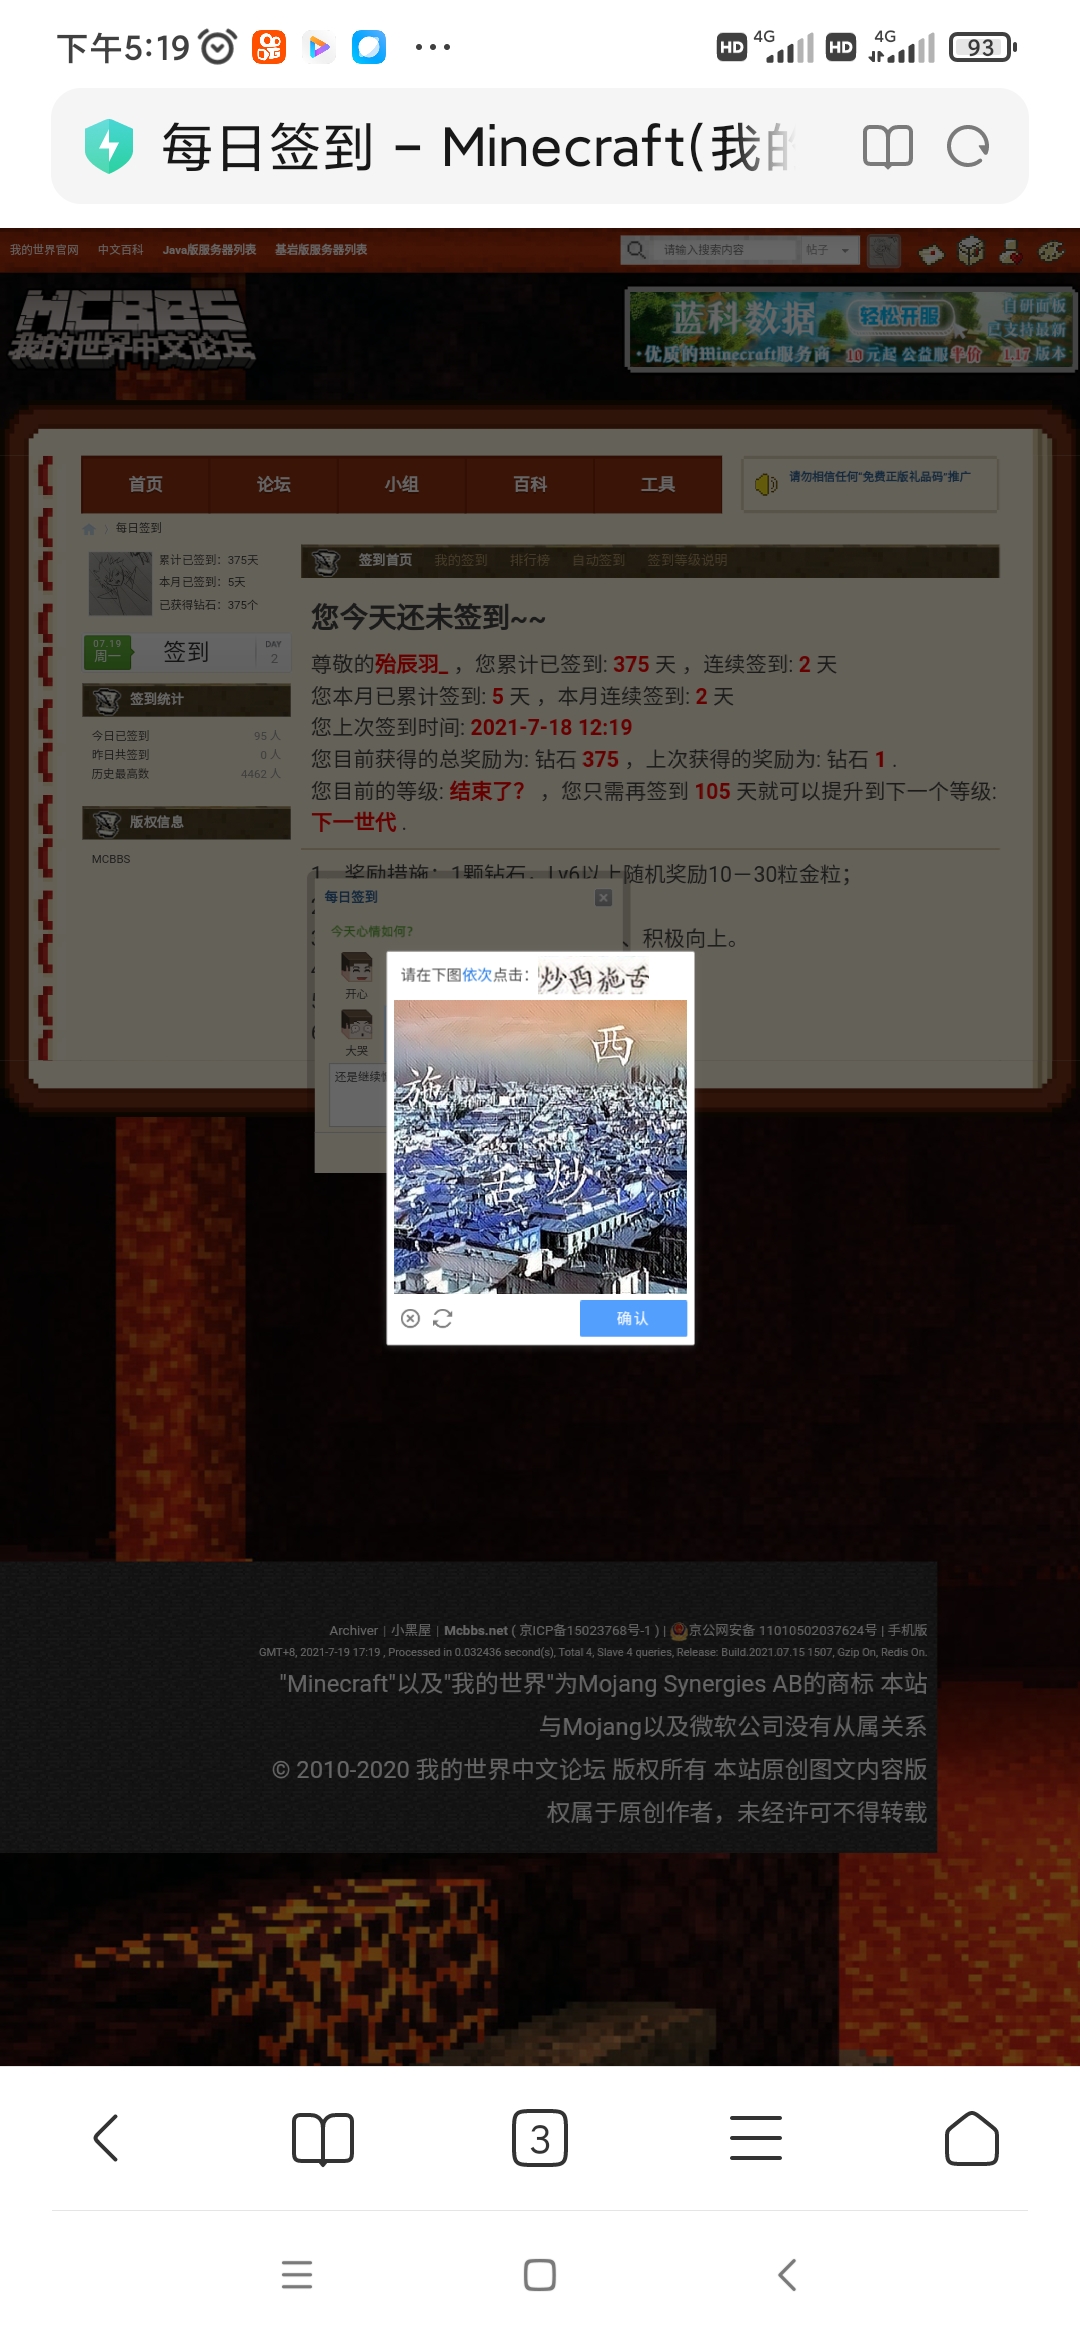 下午5:19
HD 4G HD 4G 93
每日签到 - Minecraft(我的
我的世界官网 中文百科 Java版服务器列表 基岩版服务器列表 请输入搜索内容 帖子
MCBBS
我的世界中文论坛
蓝科数据 轻松开服 自研面板
已支持最新
·优质的Minecraft服务商 10元起 公益服半价 1.17 版本
首页 论坛 小组 百科 工具
请勿相信任何"免费正版礼品码"推广
每日签到
累计已签到：375天
本月已签到：5天
已获得钻石：375个
07.19
周一
签到
DAY
2
签到统计
今日已签到 95 人
昨日共签到 0 人
历史最高数 4462 人
版权信息
MCBBS
签到首页 我的签到 排行榜 自动签到 签到等级说明
您今天还未签到~~
尊敬的殆辰羽_ ，您累计已签到: 375 天 ，连续签到: 2 天
您本月已累计签到: 5 天 ，本月连续签到: 2 天
您上次签到时间: 2021-7-18 12:19
您目前获得的总奖励为: 钻石 375 ，上次获得的奖励为: 钻石 1 .
您目前的等级: 结束了? ，您只需再签到 105 天就可以提升到下一个等级:
下一世代 .
1、奖励措施：1颗钻石，Lv6以上随机奖励10－30粒金粒；
、积极向上。
每日签到
今天心情如何?
开心
大哭
还是继续
请在下图依次点击：炒西施舌
西
施
舌 炒
确认
Archiver | 小黑屋 | Mcbbs.net ( 京ICP备15023768号-1 ) | 京公网安备 11010502037624号 | 手机版
GMT+8, 2021-7-19 17:19 , Processed in 0.032436 second(s), Total 4, Slave 4 queries, Release: Build.2021.07.15 1507, Gzip On, Redis On.
"Minecraft"以及"我的世界"为Mojang Synergies AB的商标 本站
与Mojang以及微软公司没有从属关系
© 2010-2020 我的世界中文论坛 版权所有 本站原创图文内容版
权属于原创作者，未经许可不得转载
3